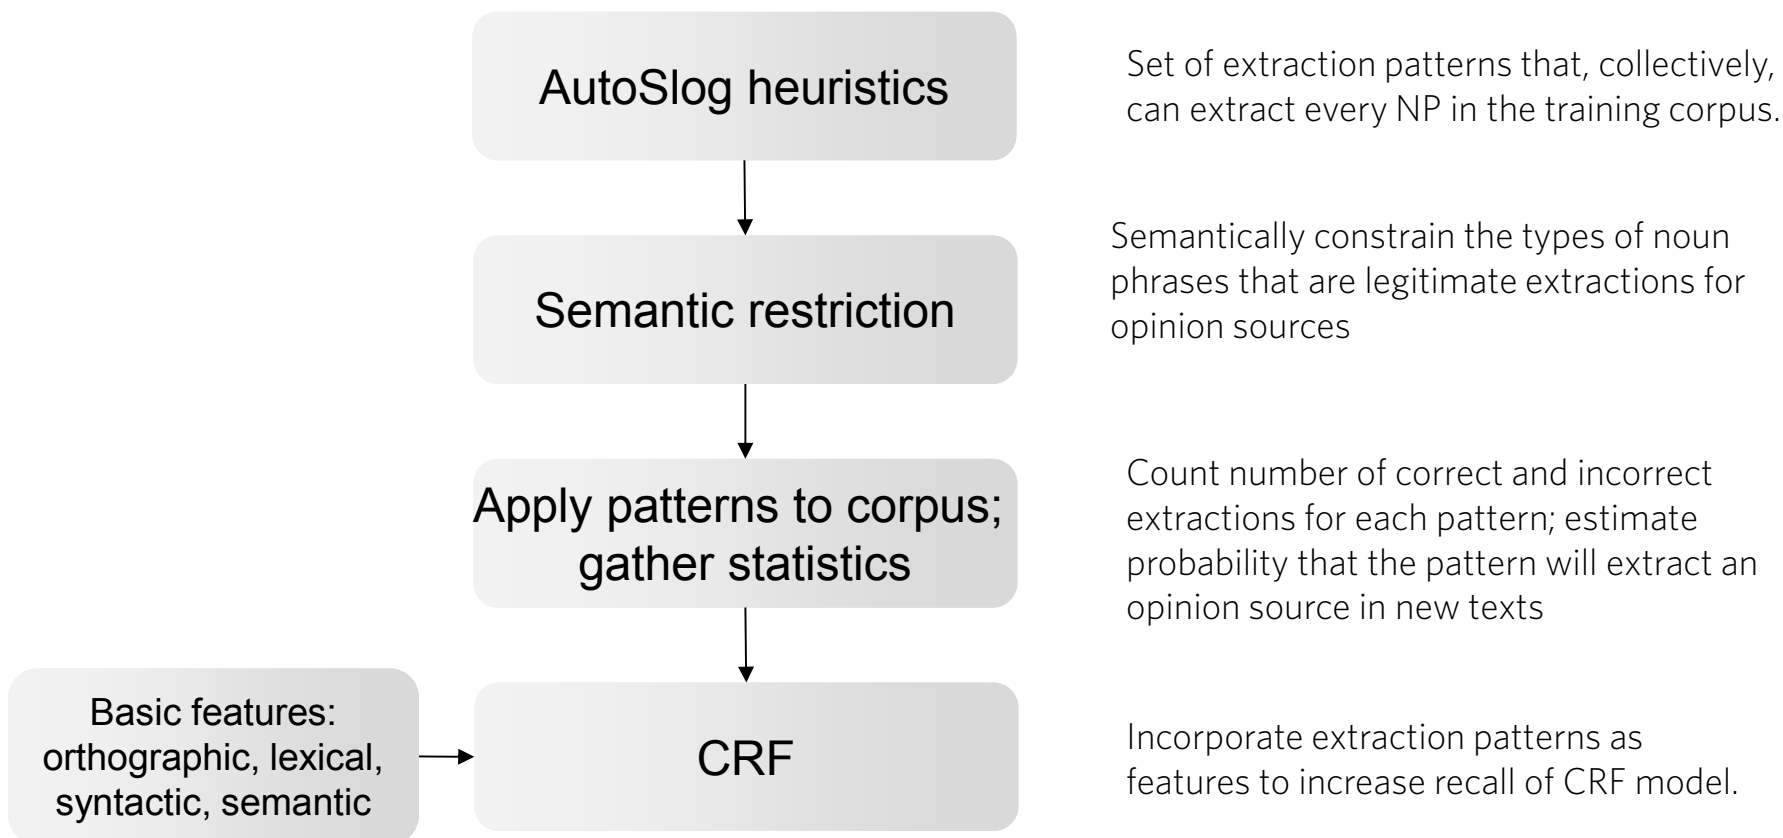 AutoSlog heuristics
Set of extraction patterns that, collectively,
can extract every NP in the training corpus.
Semantic restriction
Semantically constrain the types of noun
phrases that are legitimate extractions for
opinion sources
Apply patterns to corpus;
gather statistics
Count number of correct and incorrect
extractions for each pattern; estimate
probability that the pattern will extract an
opinion source in new texts
Basic features:
orthographic, lexical,
syntactic, semantic
CRF
Incorporate extraction patterns as
features to increase recall of CRF model.